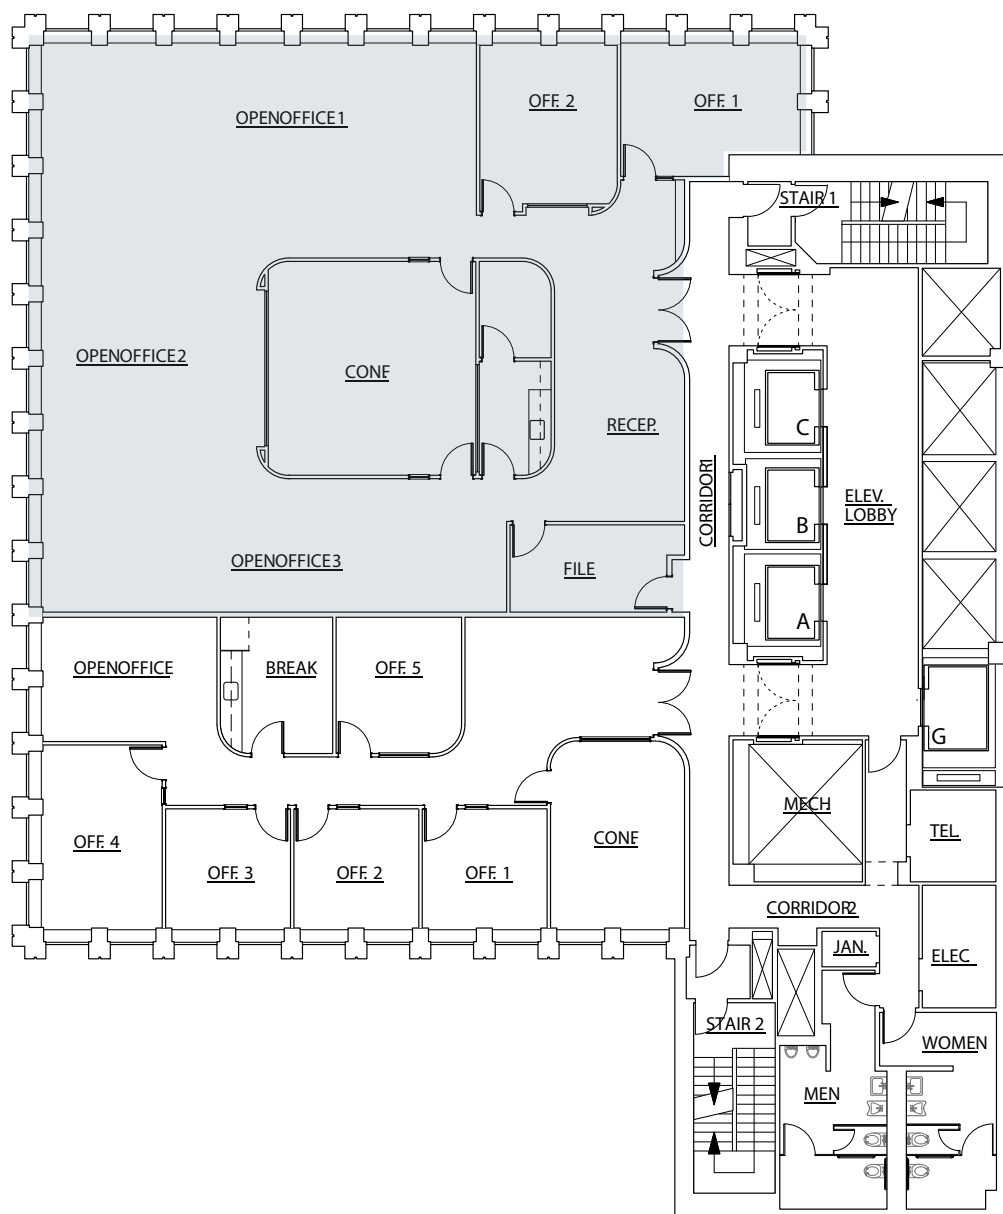 OFF. 2
OFF. 1
OPENOFFICE1
STAIR 1
OPENOFFICE2
CONF
C
RECEP.
CORRIDOR1
B
ELEV.
LOBBY
OPENOFFICE3
FILE
A
OPENOFFICE
BREAK
OFF. 5
G
MECH
TEL.
OFF. 4
CONF
OFF. 3
OFF. 2
OFF. 1
CORRIDOR2
JAN.
ELEC
STAIR 2
WOMEN
MEN